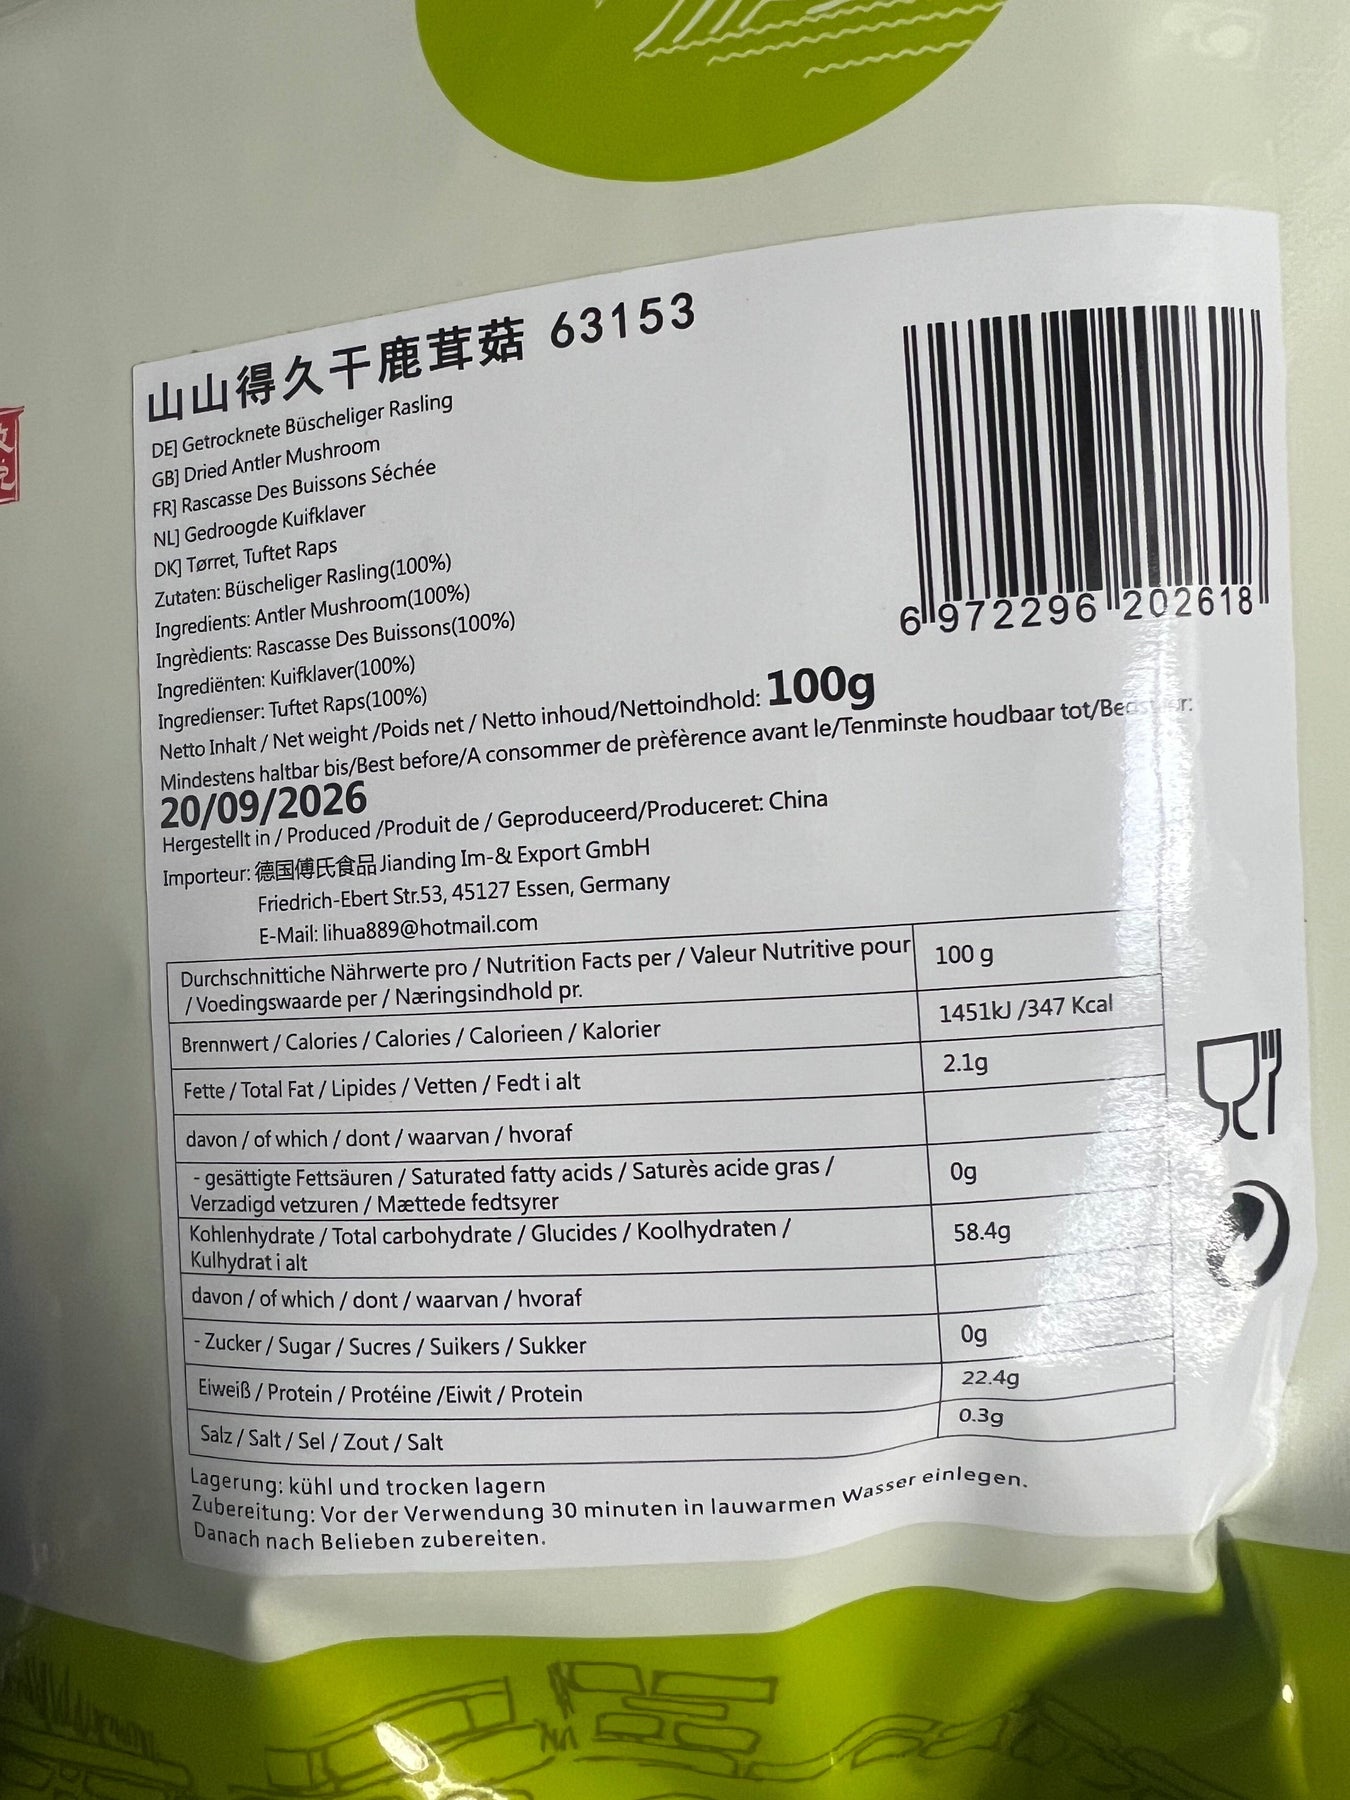 山山得久干鹿茸菇 63153
DE] Getrocknete Büscheliger Rasling
GB] Dried Antler Mushroom
FR] Rascasse Des Buissons Séchée
NL] Gedroogde Kuifklaver
DK] Tørret, Tuftet Raps
Zutaten: Büscheliger Rasling(100%)
Ingredients: Antler Mushroom(100%)
Ingrèdients: Rascasse Des Buissons(100%)
Ingrediënten: Kuifklaver(100%)
Ingredienser: Tuftet Raps(100%)
Netto Inhalt / Net weight /Poids net / Netto inhoud/Nettoindhold: 100g
Mindestens haltbar bis/Best before/A consommer de prèfèrence avant le/Tenminste houdbaar tot/
20/09/2026
Hergestellt in / Produced /Produit de / Geproduceerd/Produceret: China
Importeur: 德国傅氏食品 Jianding Im-& Export GmbH
Friedrich-Ebert Str.53, 45127 Essen, Germany
E-Mail: lihua889@hotmail.com
6 972296 202618
Durchschnittiche Nährwerte pro / Nutrition Facts per / Valeur Nutritive pour
/ Voedingswaarde per / Næringsindhold pr.
100 g
Brennwert / Calories / Calories / Calorieen / Kalorier
1451kJ /347 Kcal
Fette / Total Fat / Lipides / Vetten / Fedt i alt
2.1g
davon / of which / dont / waarvan / hvoraf
- gesättigte Fettsäuren / Saturated fatty acids / Saturès acide gras /
Verzadigd vetzuren / Mættede fedtsyrer
0g
Kohlenhydrate / Total carbohydrate / Glucides / Koolhydraten /
Kulhydrat i alt
58.4g
davon / of which / dont / waarvan / hvoraf
- Zucker / Sugar / Sucres / Suikers / Sukker
0g
Eiweiß / Protein / Protéine /Eiwit / Protein
22.4g
Salz / Salt / Sel / Zout / Salt
0.3g
Lagerung: kühl und trocken lagern
Zubereitung: Vor der Verwendung 30 minuten in lauwarmen Wasser einlegen.
Danach nach Belieben zubereiten.